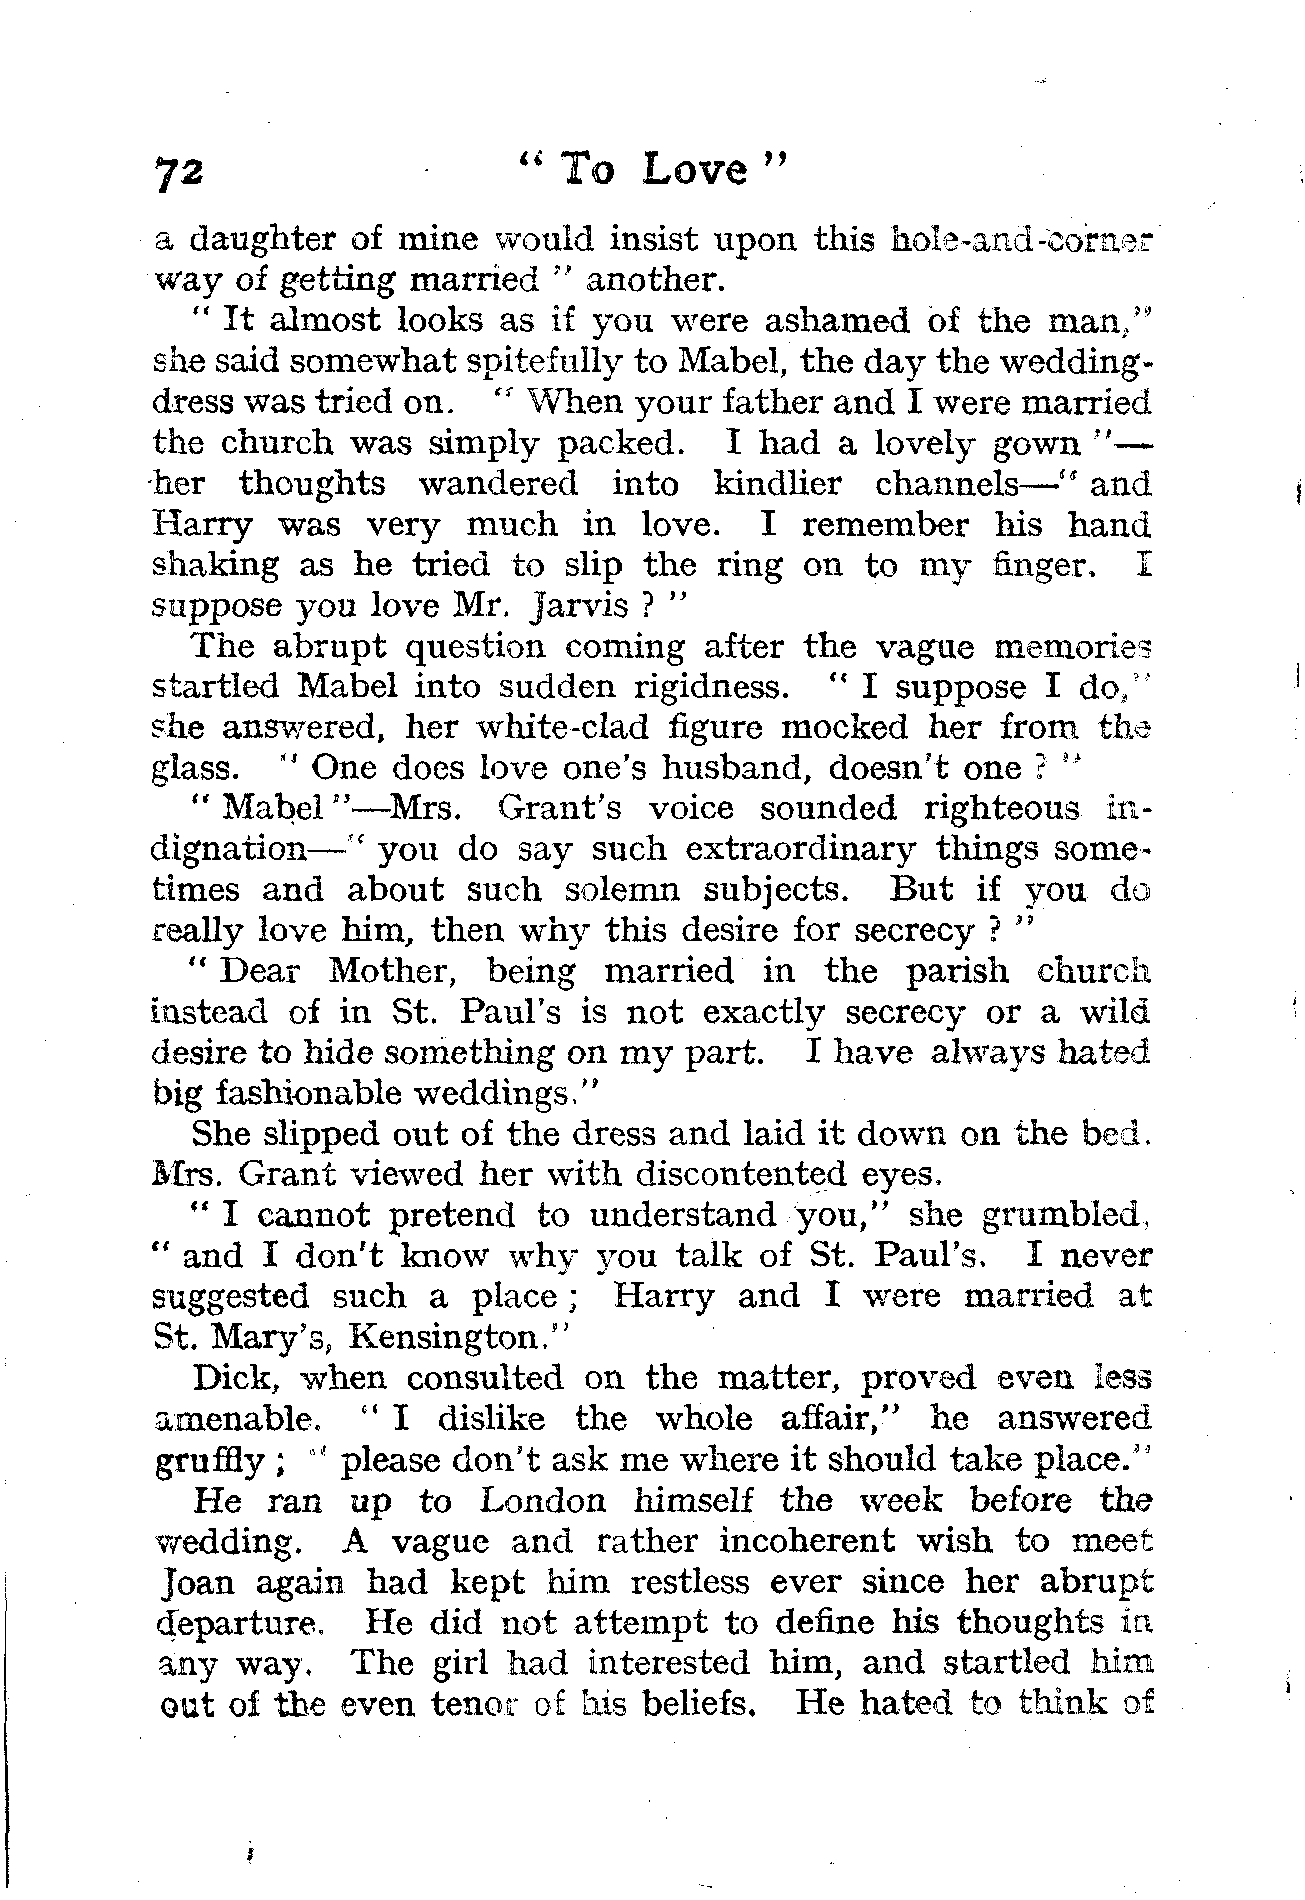 72 " To Love "
a daughter of mine would insist upon this hole-and-corner
way of getting married " another.
" It almost looks as if you were ashamed of the man,"
she said somewhat spitefully to Mabel, the day the wedding-
dress was tried on. " When your father and I were married
the church was simply packed. I had a lovely gown "—
her thoughts wandered into kindlier channels—" and
Harry was very much in love. I remember his hand
shaking as he tried to slip the ring on to my finger. I
suppose you love Mr. Jarvis ? "
The abrupt question coming after the vague memories
startled Mabel into sudden rigidness. " I suppose I do,"
she answered, her white-clad figure mocked her from the
glass. " One does love one's husband, doesn't one ? "
" Mabel "—Mrs. Grant's voice sounded righteous in-
dignation—" you do say such extraordinary things some-
times and about such solemn subjects. But if you do
really love him, then why this desire for secrecy ? "
" Dear Mother, being married in the parish church
instead of in St. Paul's is not exactly secrecy or a wild
desire to hide something on my part. I have always hated
big fashionable weddings."
She slipped out of the dress and laid it down on the bed.
Mrs. Grant viewed her with discontented eyes.
" I cannot pretend to understand you," she grumbled,
" and I don't know why you talk of St. Paul's. I never
suggested such a place ; Harry and I were married at
St. Mary's, Kensington."
Dick, when consulted on the matter, proved even less
amenable. " I dislike the whole affair," he answered
gruffly ; " please don't ask me where it should take place."
He ran up to London himself the week before the
wedding. A vague and rather incoherent wish to meet
Joan again had kept him restless ever since her abrupt
departure. He did not attempt to define his thoughts in
any way. The girl had interested him, and startled him
out of the even tenor of his beliefs. He hated to think of